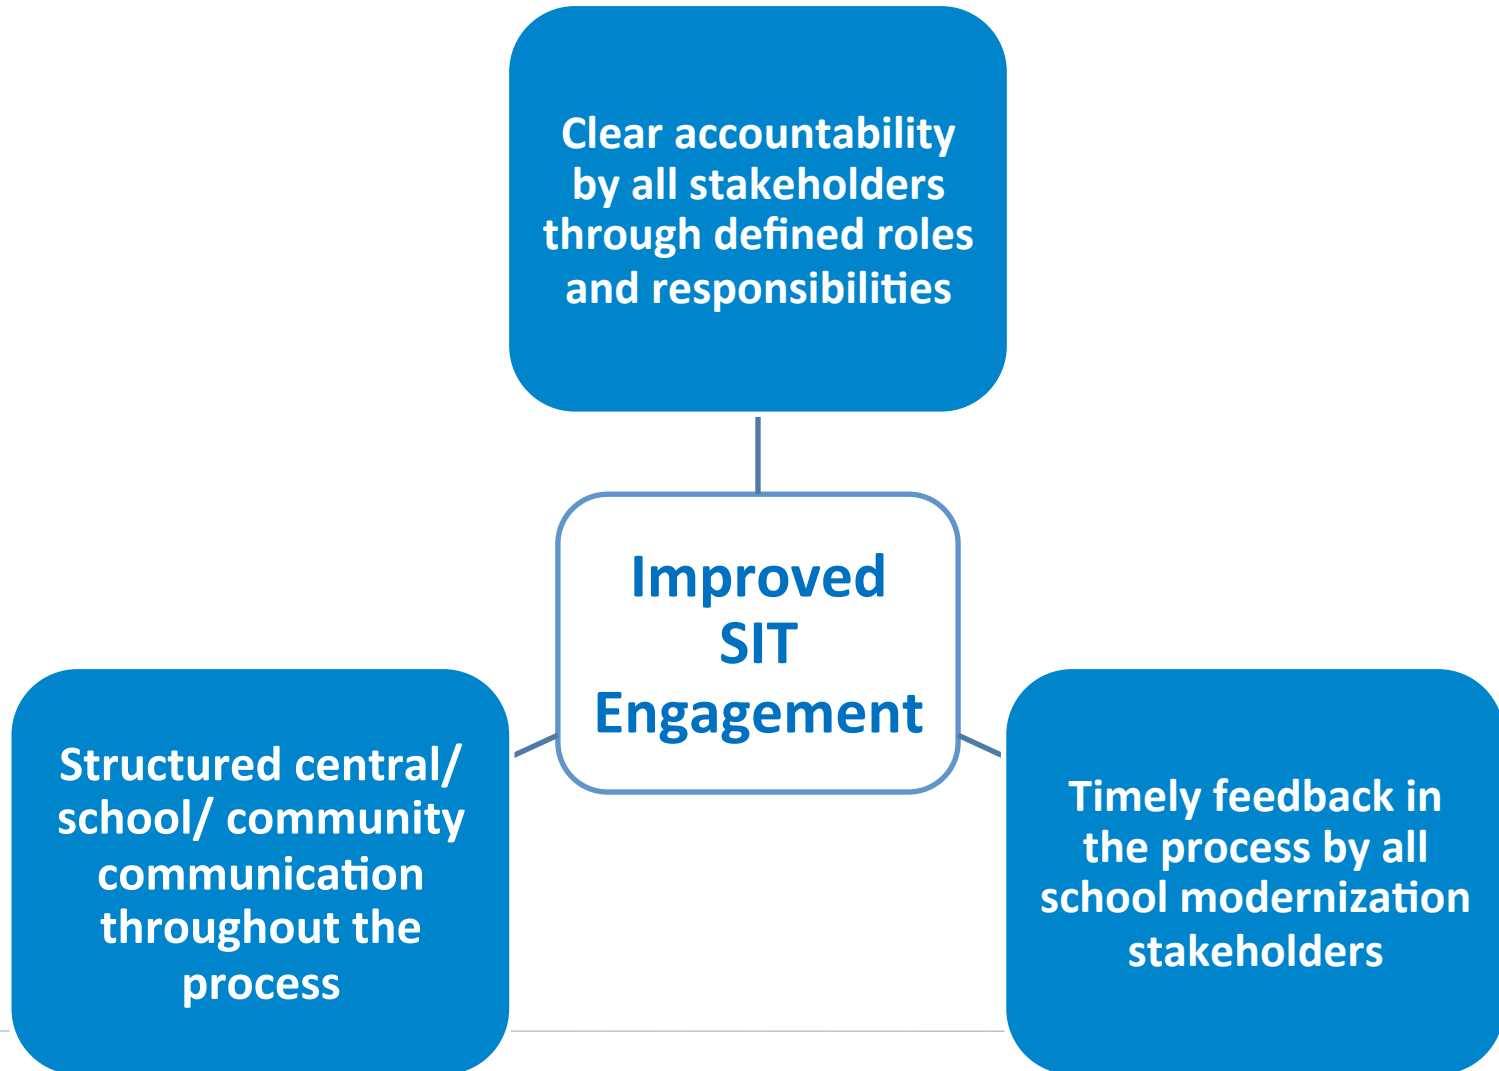 Clear accountability
by all stakeholders
through defined roles
and responsibilities
Improved
SIT
Engagement
Structured central/
school/ community
communication
throughout the
process
Timely feedback in
the process by all
school modernization
stakeholders